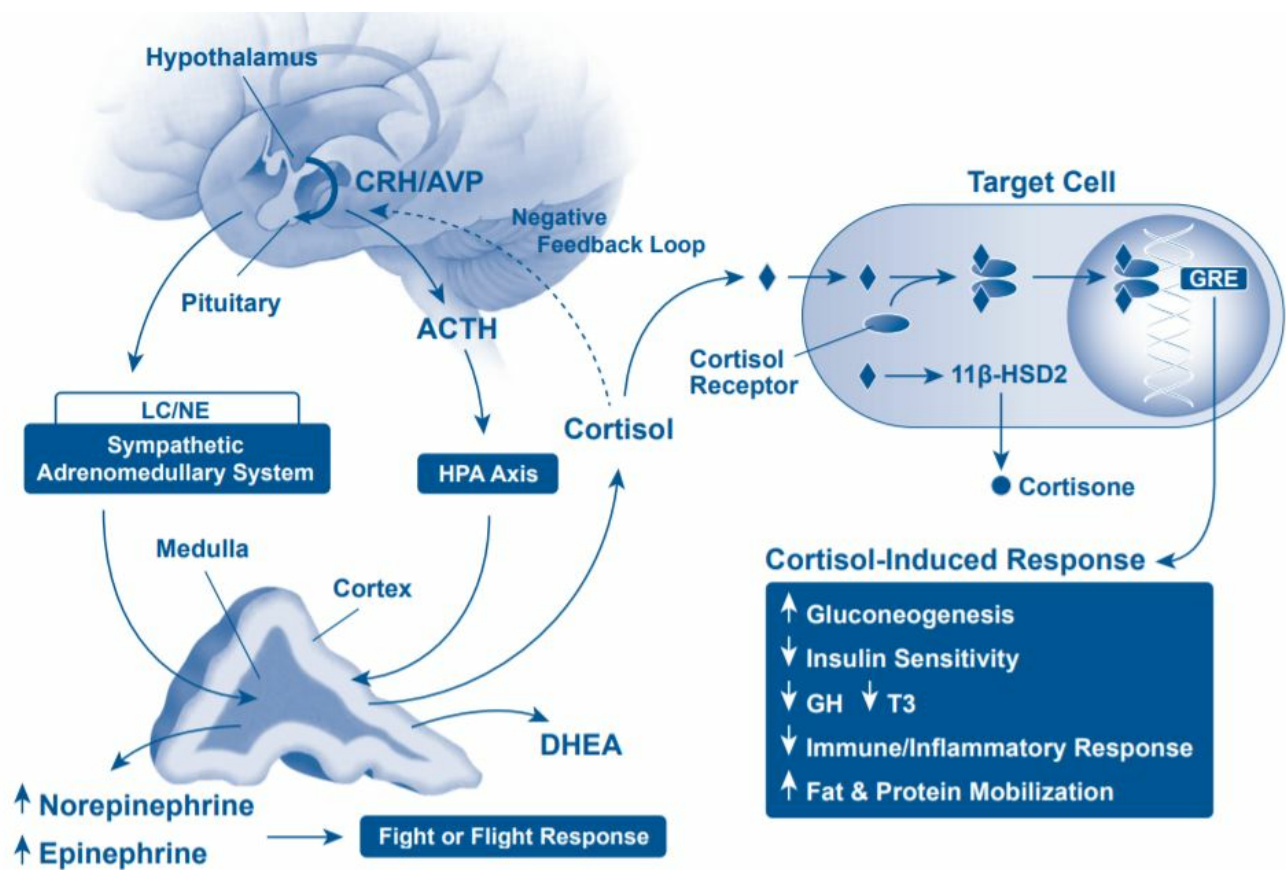 Hypothalamus
CRH/AVP
Negative
Feedback Loop
Pituitary
ACTH
LC/NE
Sympathetic
Adrenomedullary System
HPA Axis
Cortisol
Medulla
Cortex
DHEA
↑ Norepinephrine
↑ Epinephrine
Fight or Flight Response
Target Cell
GRE
Cortisol
Receptor
11β-HSD2
Cortisone
Cortisol-Induced Response
↑ Gluconeogenesis
↓ Insulin Sensitivity
↓ GH ↓ T3
↓ Immune/Inflammatory Response
↑ Fat & Protein Mobilization